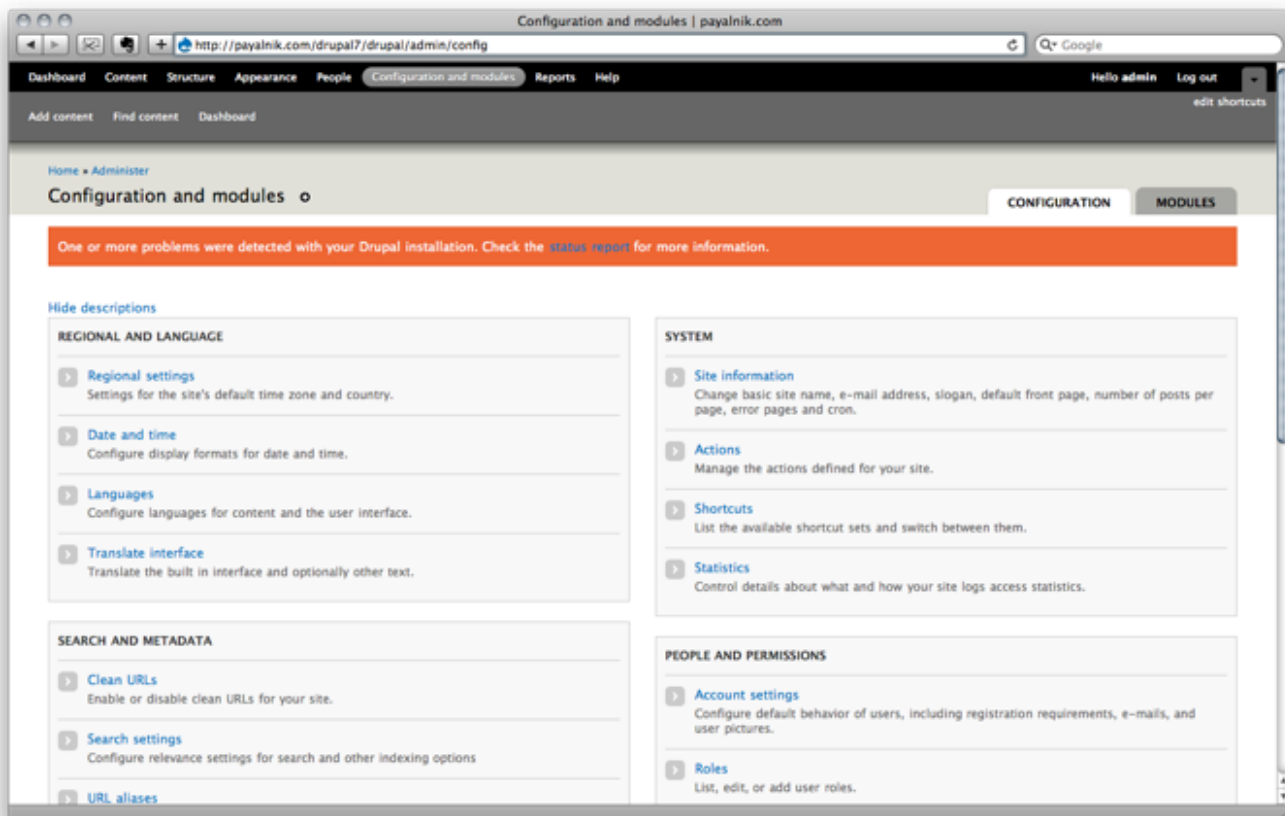 Configuration and modules | payalnik.com
http://payalnik.com/drupal7/drupal/admin/config
Google
Dashboard Content Structure Appearance People Configuration and modules Reports Help Hello admin Log out
edit shortcuts
Add content Find content Dashboard
Home » Administer
Configuration and modules
CONFIGURATION MODULES
One or more problems were detected with your Drupal installation. Check the status report for more information.
Hide descriptions
REGIONAL AND LANGUAGE
Regional settings
Settings for the site's default time zone and country.
Date and time
Configure display formats for date and time.
Languages
Configure languages for content and the user interface.
Translate interface
Translate the built in interface and optionally other text.
SEARCH AND METADATA
Clean URLs
Enable or disable clean URLs for your site.
Search settings
Configure relevance settings for search and other indexing options
URL aliases
SYSTEM
Site information
Change basic site name, e-mail address, slogan, default front page, number of posts per
page, error pages and cron.
Actions
Manage the actions defined for your site.
Shortcuts
List the available shortcut sets and switch between them.
Statistics
Control details about what and how your site logs access statistics.
PEOPLE AND PERMISSIONS
Account settings
Configure default behavior of users, including registration requirements, e-mails, and
user pictures.
Roles
List, edit, or add user roles.